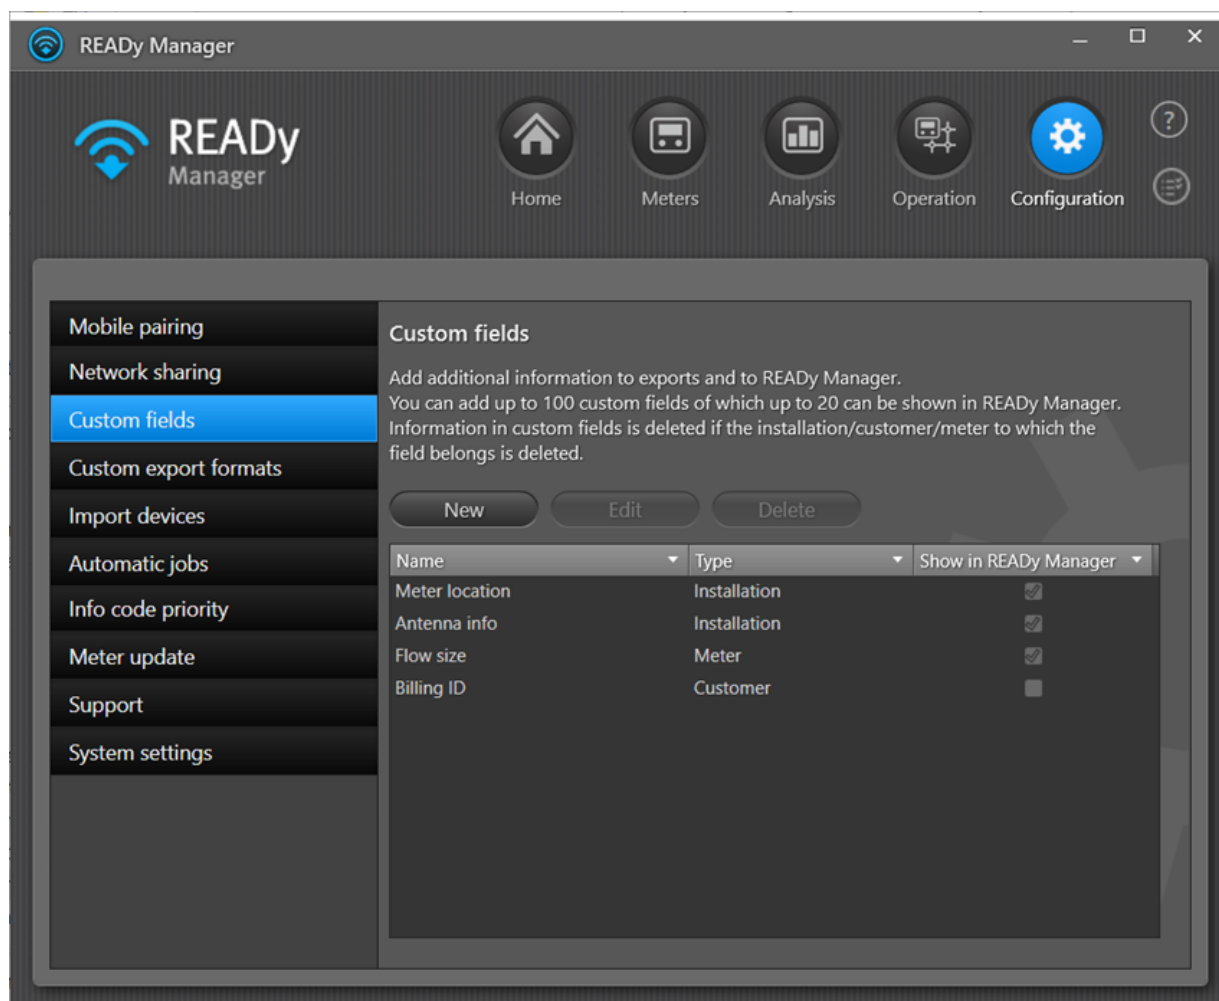 READy Manager
READy
Manager
?
Home
Meters
Analysis
Operation
Configuration
Mobile pairing
Network sharing
Custom fields
Custom export formats
Import devices
Automatic jobs
Info code priority
Meter update
Support
System settings
Custom fields
Add additional information to exports and to READy Manager.
You can add up to 100 custom fields of which up to 20 can be shown in READy Manager.
Information in custom fields is deleted if the installation/customer/meter to which the
field belongs is deleted.
New Edit Delete
Name Type Show in READy Manager
Meter location Installation
Antenna info Installation
Flow size Meter
Billing ID Customer